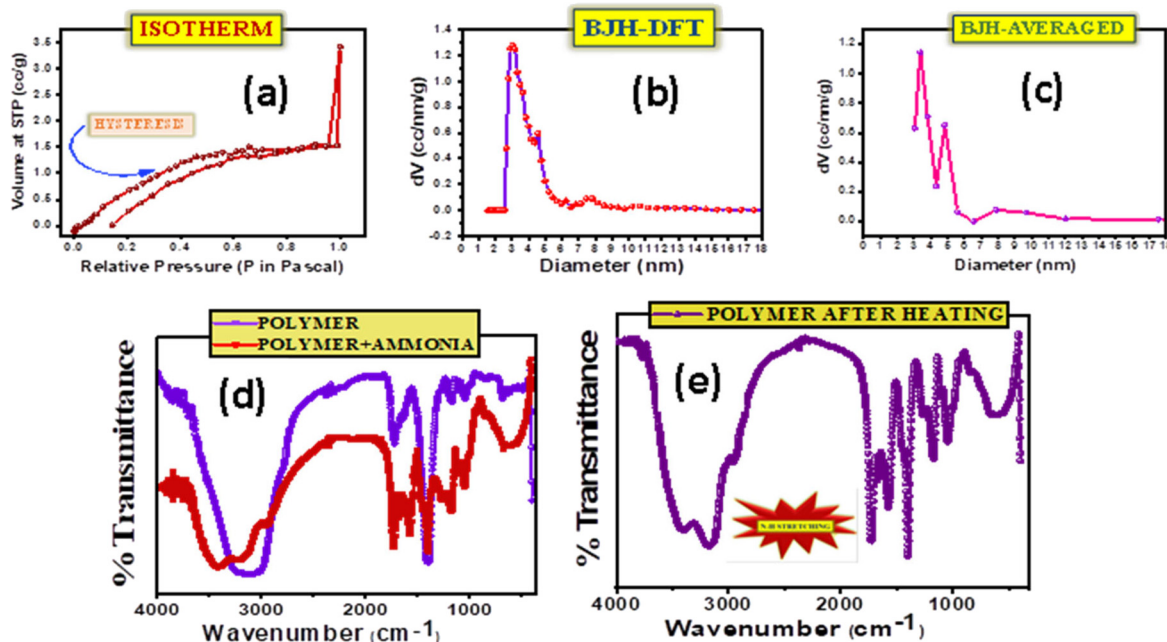 ISOTHERM
(a)
HYSTERESIS
Volume at STP (cc/g)
3.5
3.0
2.5
2.0
1.5
1.0
0.5
0.0
0.0 0.2 0.4 0.6 0.8 1.0
Relative Pressure (P in Pascal)
BJH-DFT
(b)
dV (cc/nm/g)
1.4
1.2
1.0
0.8
0.6
0.4
0.2
0.0
-0.2
0 1 2 3 4 5 6 7 8 9 10 11 12 13 14 15 16 17 18
Diameter (nm)
BJH-AVERAGED
(c)
dV (cc/nm/g)
1.2
1.0
0.8
0.6
0.4
0.2
0.0
0 1 2 3 4 5 6 7 8 9 10 11 12 13 14 15 16 17 18
Diameter (nm)
POLYMER
POLYMER+AMMONIA
(d)
% Transmittance
4000 3000 2000 1000
Wavenumber (cm-1)
POLYMER AFTER HEATING
(e)
N-H STRETCHING
% Transmittance
4000 3000 2000 1000
Wavenumber (cm-1)